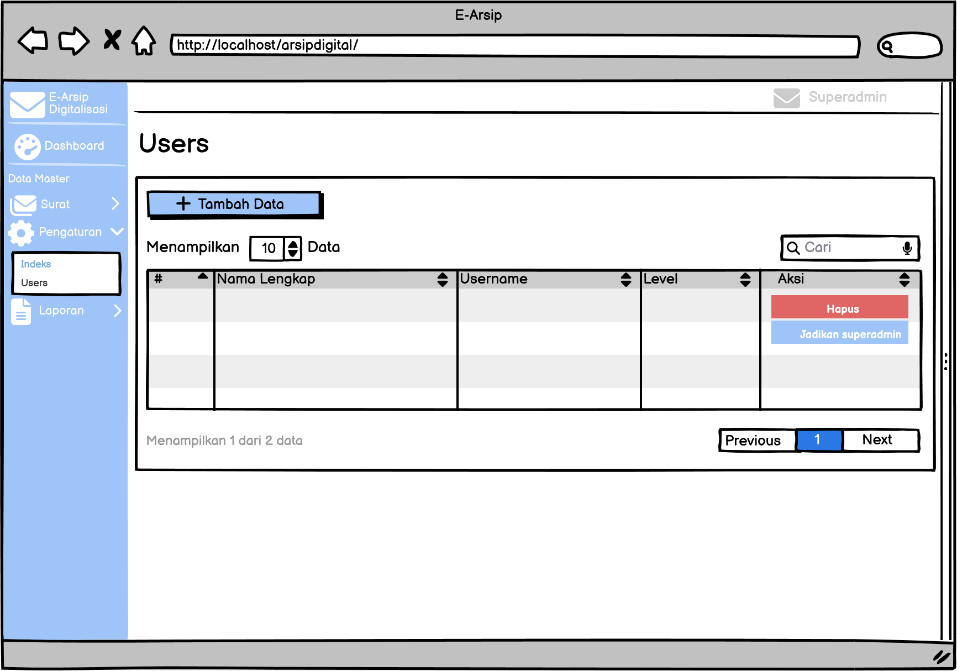 E-Arsip
http://localhost/arsipdigital/
E-Arsip
Digitalisasi
Superadmin
Dashboard
Data Master
Surat
Pengaturan
Indeks
Users
Laporan
Users
+ Tambah Data
Menampilkan 10 Data
Cari
# Nama Lengkap Username Level Aksi
Hapus
Jadikan superadmin
Menampilkan 1 dari 2 data
Previous 1 Next